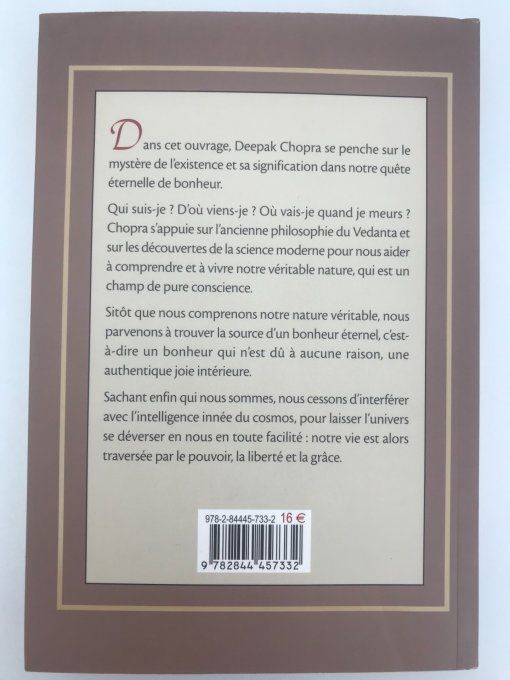 Dans cet ouvrage, Deepak Chopra se penche sur le
mystère de l'existence et sa signification dans notre quête
éternelle de bonheur.
Qui suis-je ? D'où viens-je ? Où vais-je quand je meurs ?
Chopra s'appuie sur l'ancienne philosophie du Vedanta et
sur les découvertes de la science moderne pour nous aider
à comprendre et à vivre notre véritable nature, qui est un
champ de pure conscience.
Sitôt que nous comprenons notre nature véritable, nous
parvenons à trouver la source d'un bonheur éternel, c'est-
à-dire un bonheur qui n'est dû à aucune raison, une
authentique joie intérieure.
Sachant enfin qui nous sommes, nous cessons d'interférer
avec l'intelligence innée du cosmos, pour laisser l'univers
se déverser en nous en toute facilité : notre vie est alors
traversée par le pouvoir, la liberté et la grâce.
978-2-84445-733-2 16 €
9 782844 457332